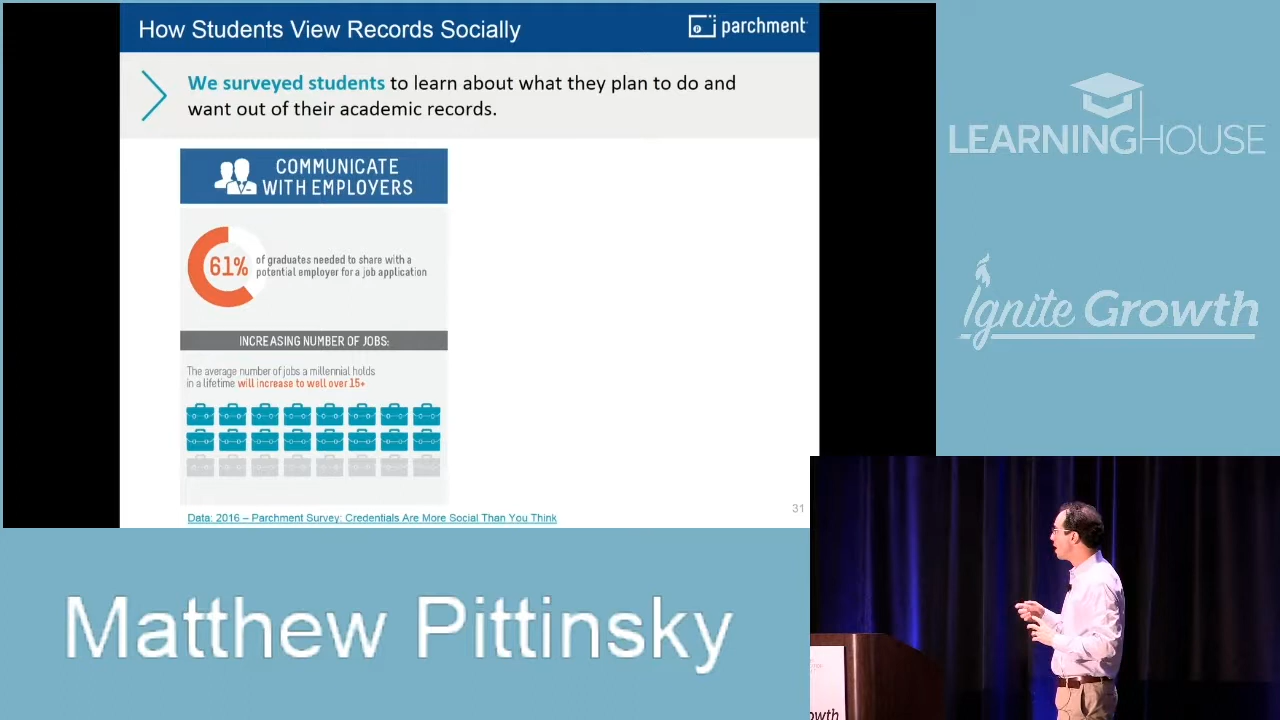 How Students View Records Socially
parchment
We surveyed students to learn about what they plan to do and
want out of their academic records.
COMMUNICATE
WITH EMPLOYERS
61%
of graduates needed to share with a
potential employer for a job application
INCREASING NUMBER OF JOBS:
The average number of jobs a millennial holds
in a lifetime will increase to well over 15+
Data: 2016 – Parchment Survey: Credentials Are More Social Than You Think
31
LEARNING HOUSE
Ignite Growth
Matthew Pittinsky
owth